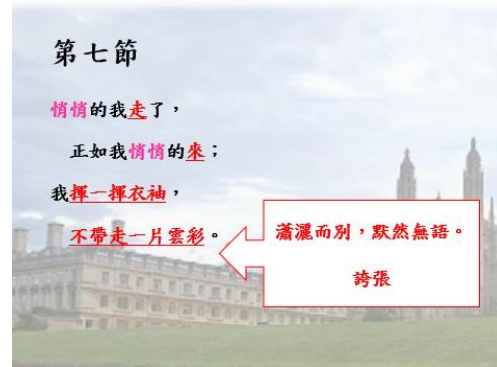 第七節
悄悄的我走了，
正如我悄悄的來；
我揮一揮衣袖，
不帶走一片雲彩。
瀟灑而別，默然無語。
誇張